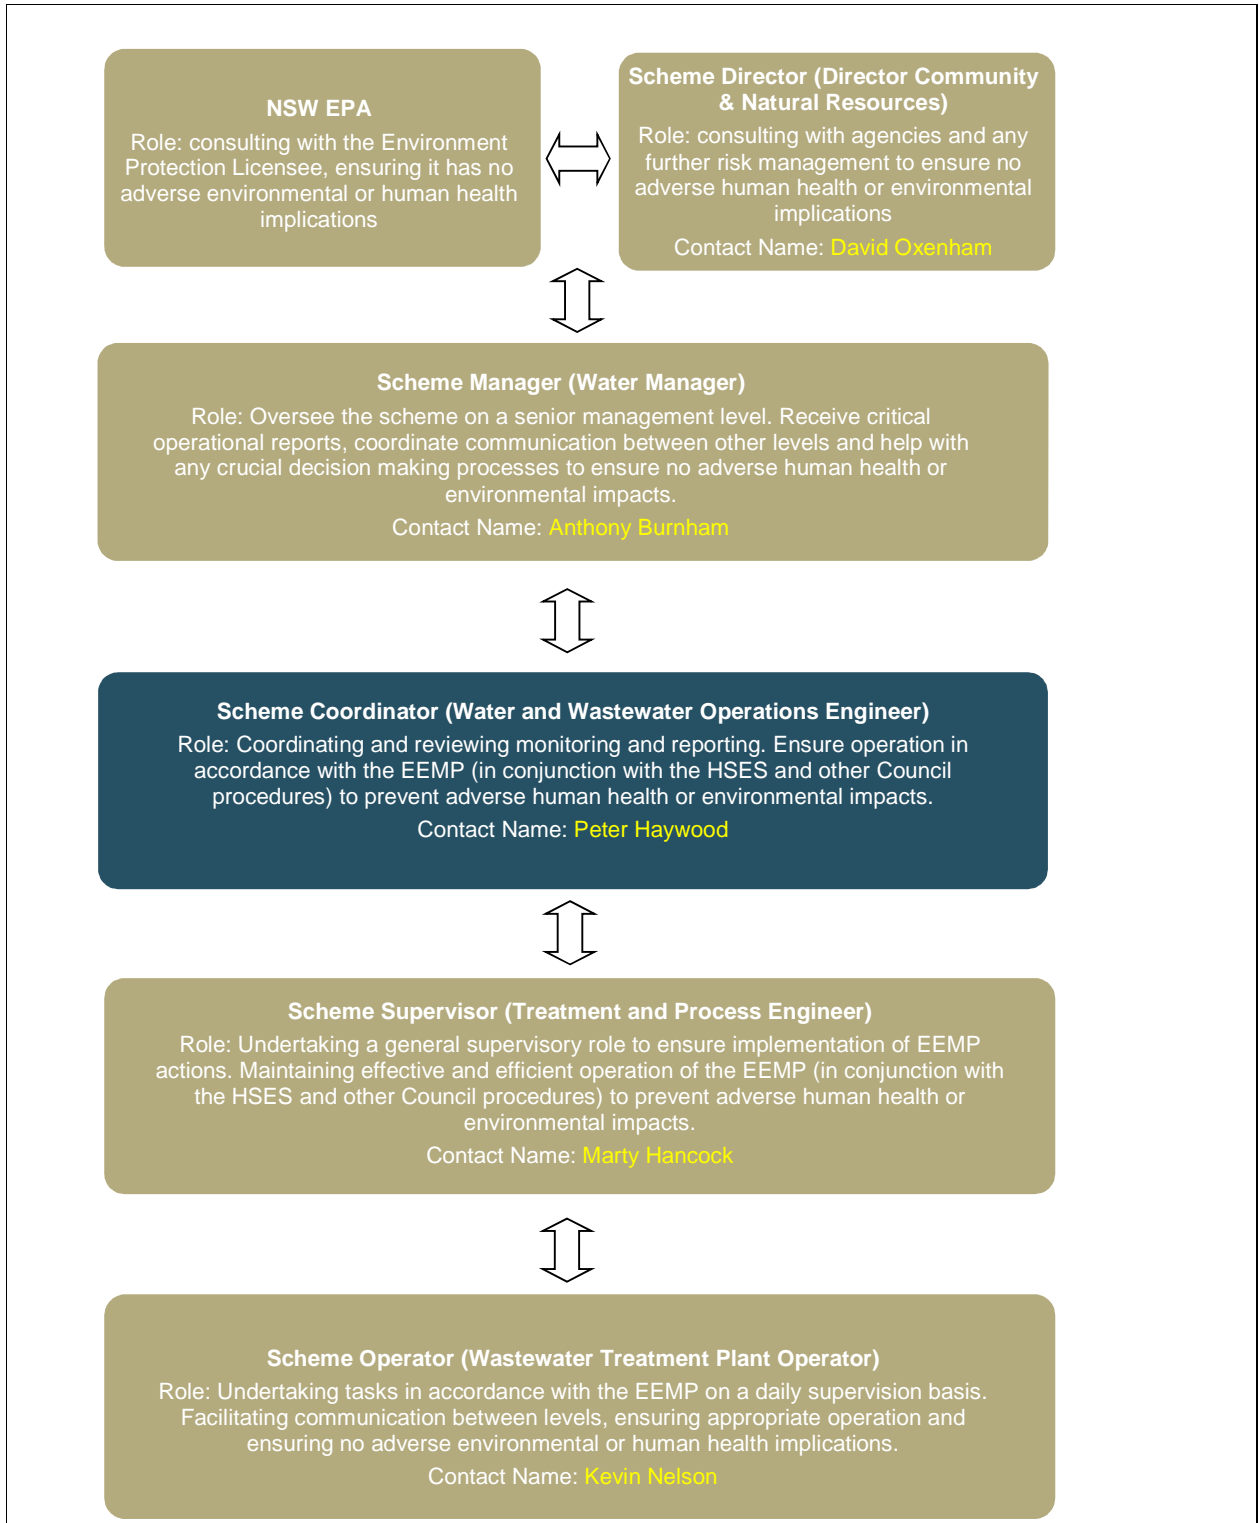 NSW EPA
Role: consulting with the Environment
Protection Licensee, ensuring it has no
adverse environmental or human health
implications
Scheme Director (Director Community
& Natural Resources)
Role: consulting with agencies and any
further risk management to ensure no
adverse human health or environmental
implications
Contact Name: David Oxenham
Scheme Manager (Water Manager)
Role: Oversee the scheme on a senior management level. Receive critical
operational reports, coordinate communication between other levels and help with
any crucial decision making processes to ensure no adverse human health or
environmental impacts.
Contact Name: Anthony Burnham
Scheme Coordinator (Water and Wastewater Operations Engineer)
Role: Coordinating and reviewing monitoring and reporting. Ensure operation in
accordance with the EEMP (in conjunction with the HSES and other Council
procedures) to prevent adverse human health or environmental impacts.
Contact Name: Peter Haywood
Scheme Supervisor (Treatment and Process Engineer)
Role: Undertaking a general supervisory role to ensure implementation of EEMP
actions. Maintaining effective and efficient operation of the EEMP (in conjunction with
the HSES and other Council procedures) to prevent adverse human health or
environmental impacts.
Contact Name: Marty Hancock
Scheme Operator (Wastewater Treatment Plant Operator)
Role: Undertaking tasks in accordance with the EEMP on a daily supervision basis.
Facilitating communication between levels, ensuring appropriate operation and
ensuring no adverse environmental or human health implications.
Contact Name: Kevin Nelson